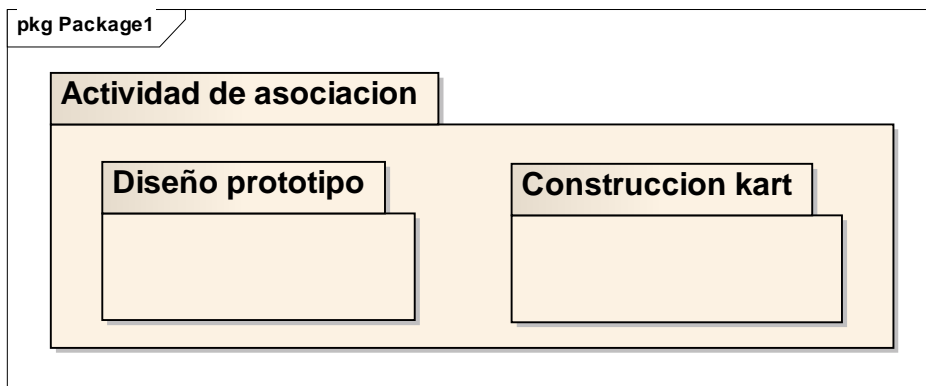 pkg Package1
Actividad de asociacion
Diseño prototipo
Construccion kart